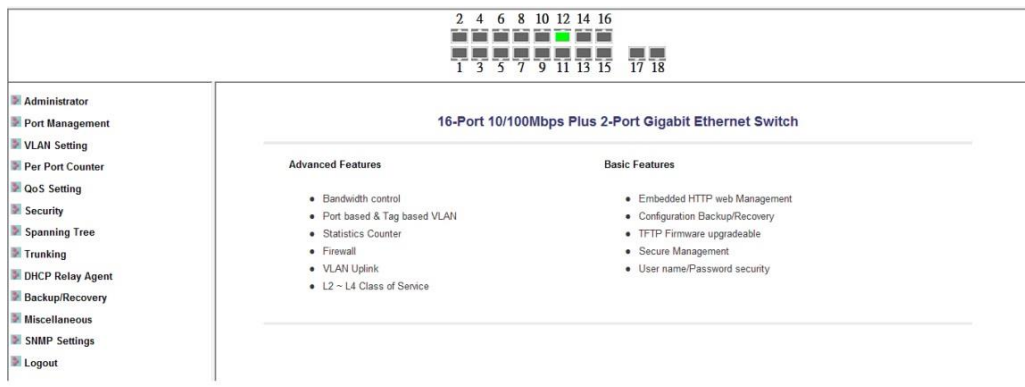 2 4 6 8 10 12 14 16
1 3 5 7 9 11 13 15 17 18
Administrator
Port Management
VLAN Setting
Per Port Counter
QoS Setting
Security
Spanning Tree
Trunking
DHCP Relay Agent
Backup/Recovery
Miscellaneous
SNMP Settings
Logout
16-Port 10/100Mbps Plus 2-Port Gigabit Ethernet Switch
Advanced Features
Bandwidth control
Port based & Tag based VLAN
Statistics Counter
Firewall
VLAN Uplink
L2 ~ L4 Class of Service
Basic Features
Embedded HTTP web Management
Configuration Backup/Recovery
TFTP Firmware upgradeable
Secure Management
User name/Password security